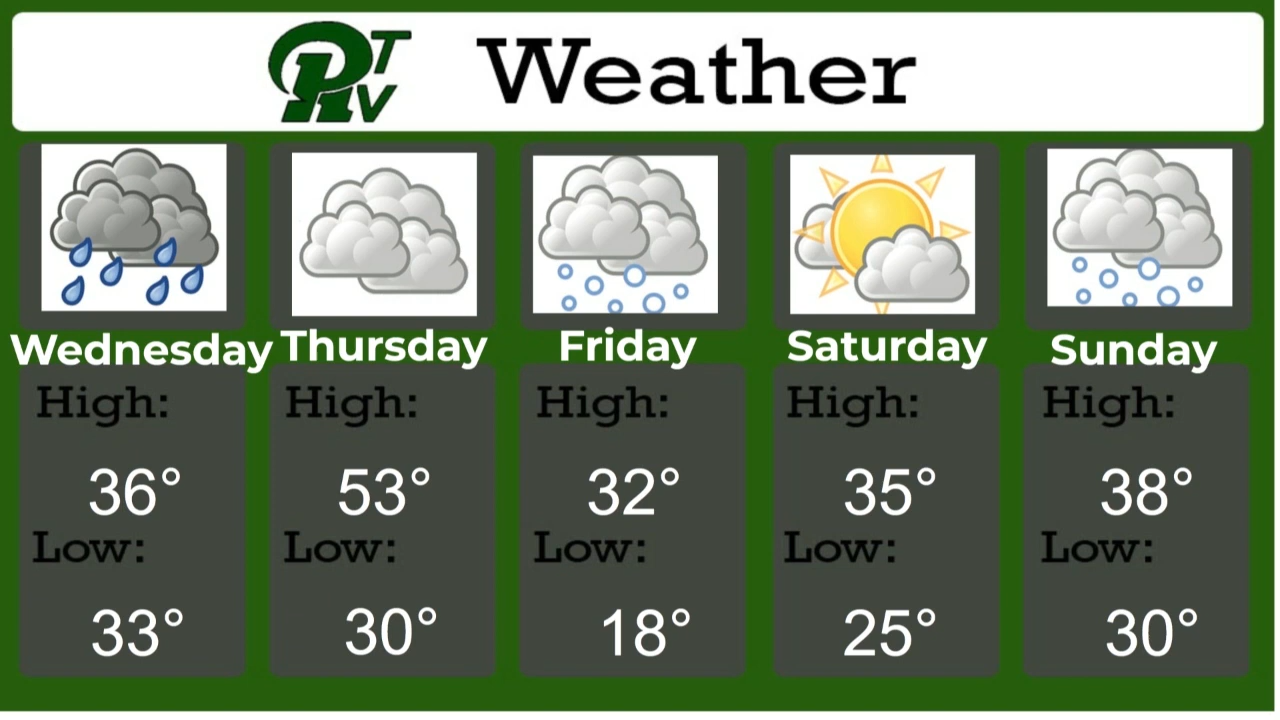 RTV Weather
Wednesday Thursday Friday Saturday Sunday
High: High: High: High: High:
36° 53° 32° 35° 38°
Low: Low: Low: Low: Low:
33° 30° 18° 25° 30°